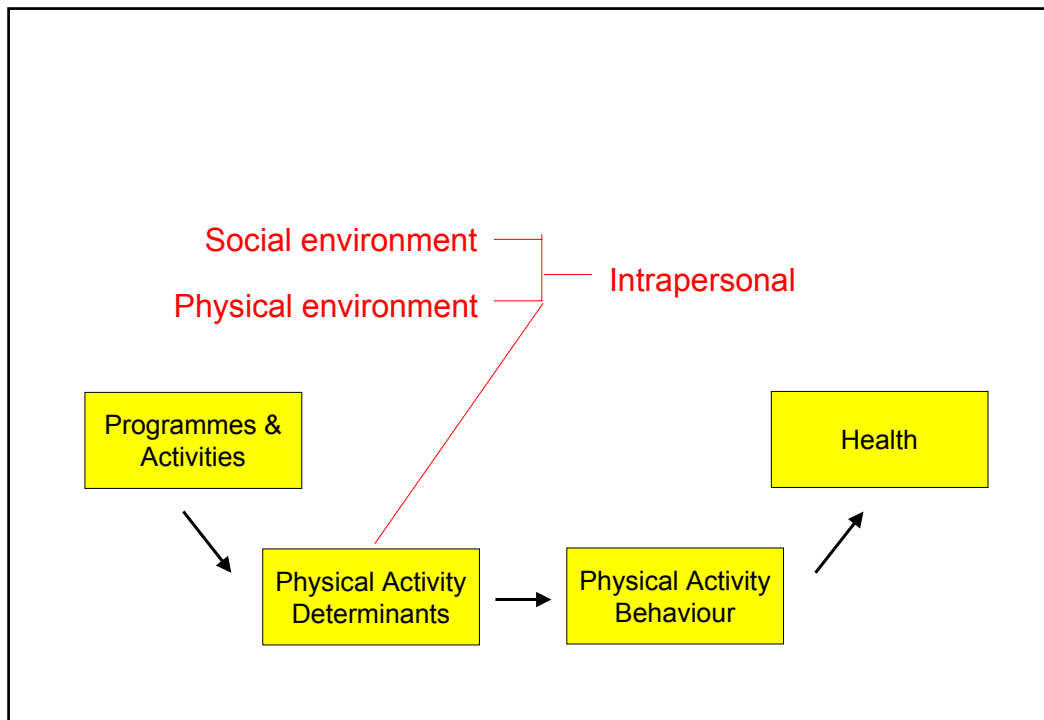 Social environment
Intrapersonal
Physical environment
Programmes &
Activities
Health
Physical Activity
Determinants
Physical Activity
Behaviour